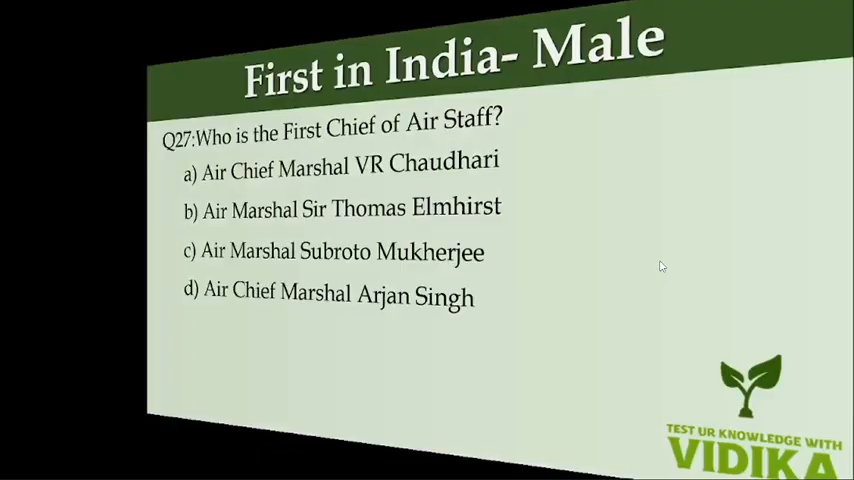 First in India- Male
Q27:Who is the First Chief of Air Staff?
a) Air Chief Marshal VR Chaudhari
b) Air Marshal Sir Thomas Elmhirst
c) Air Marshal Subroto Mukherjee
d) Air Chief Marshal Arjan Singh
TEST UR KNOWLEDGE WITH
VIDIKA